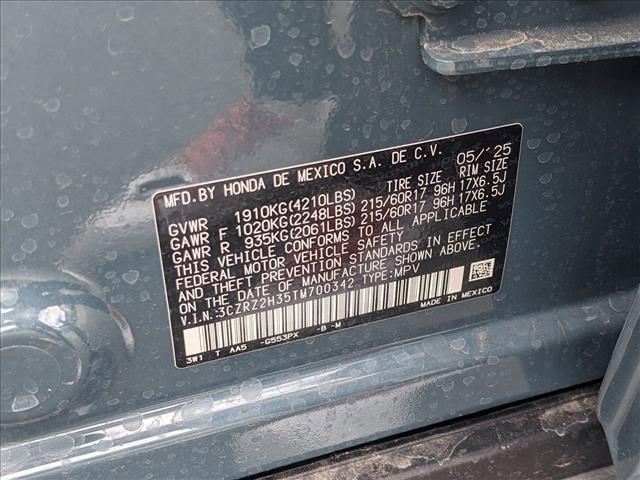 MFD.BY HONDA DE MEXICO S.A. DE C.V. 05/'25
GVWR 1910KG(4210LBS) TIRE SIZE RIM SIZE
GAWR F 1020KG(2248LBS) 215/60R17 96H 17X6.5J
GAWR R 935KG(2061LBS) 215/60R17 96H 17X6.5J
THIS VEHICLE CONFORMS TO ALL APPLICABLE
FEDERAL MOTOR VEHICLE SAFETY
AND THEFT PREVENTION STANDARDS IN EFFECT
ON THE DATE OF MANUFACTURE SHOWN ABOVE.
V.I.N.:3CZRZ2H35TM700342 TYPE:MPV
3W1 T AA5 -G553PX -B -M MADE IN MEXICO